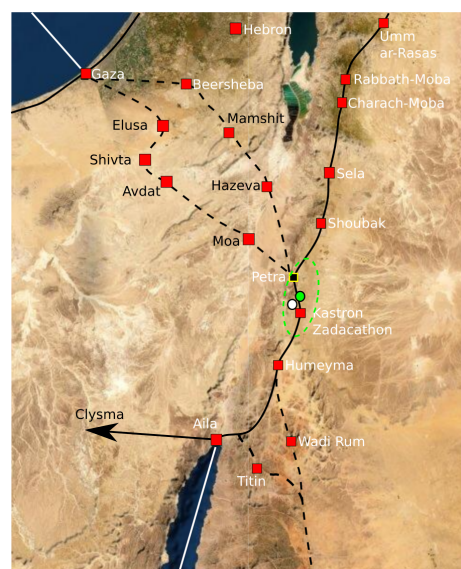 Hebron
Umm
ar-Rasas
Gaza
Beersheba
Rabbath-Moba
Charach-Moba
Elusa
Mamshit
Shivta
Avdat
Hazeva
Sela
Shoubak
Moa
Petra
Kastron
Zadacathon
Humeyma
Clysma
Aila
Wadi Rum
Titin